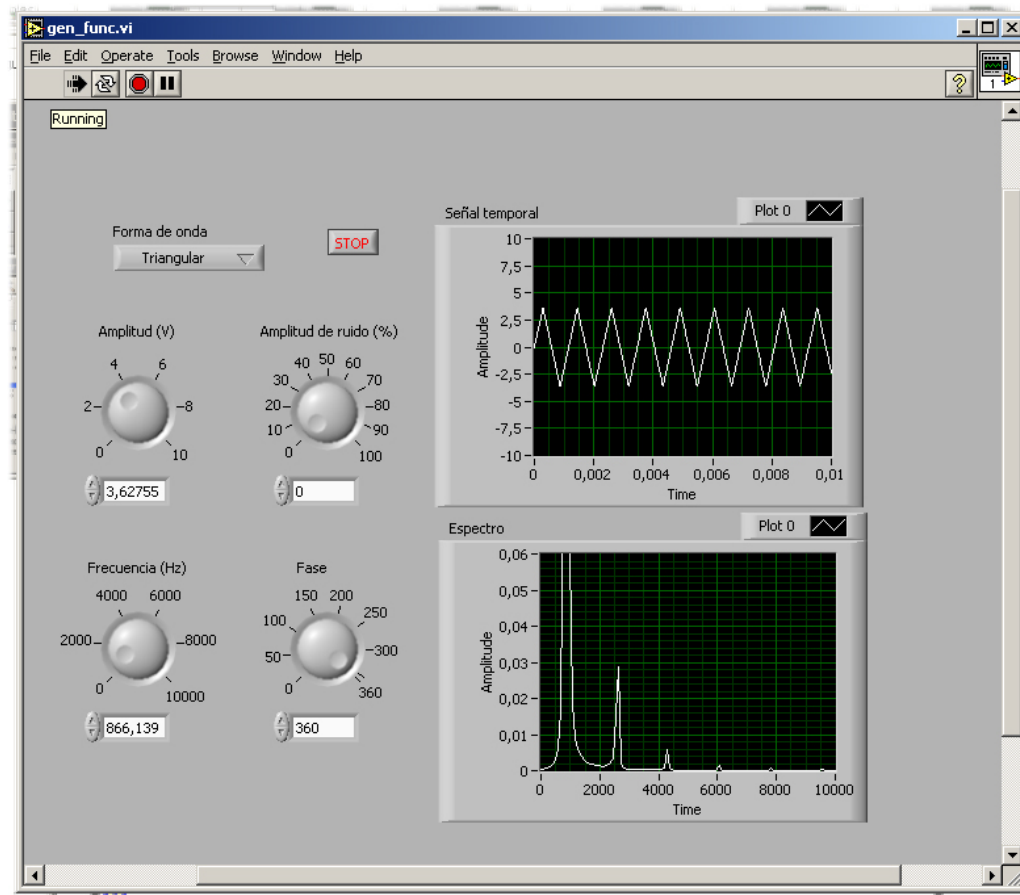 gen_func.vi
File Edit Operate Tools Browse Window Help
Running
1
Forma de onda
Triangular
STOP
Amplitud (V)
0 2 4 6 8 10
3,62755
Amplitud de ruido (%)
0 10 20 30 40 50 60 70 80 90 100
0
Frecuencia (Hz)
0 2000 4000 6000 8000 10000
866,139
Fase
0 50 100 150 200 250 300 360
360
Señal temporal
Plot 0
Amplitude
10
7,5
5
2,5
0
-2,5
-5
-7,5
-10
0 0,002 0,004 0,006 0,008 0,01
Time
Espectro
Plot 0
Amplitude
0,06
0,05
0,04
0,03
0,02
0,01
0
0 2000 4000 6000 8000 10000
Time